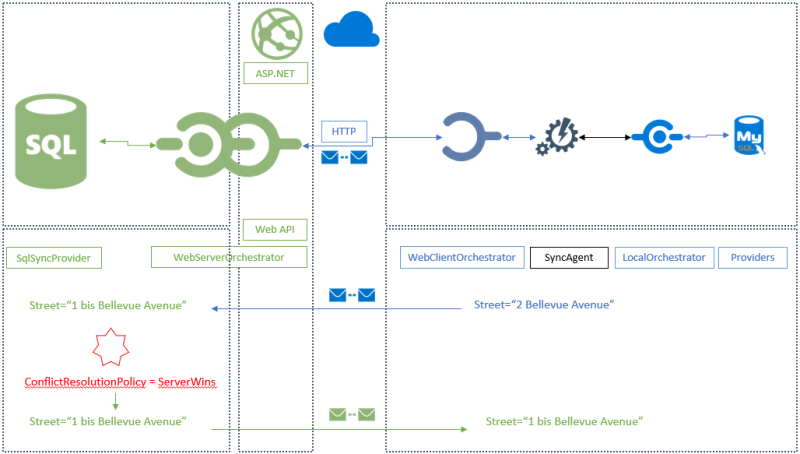 ASP.NET
SQL
HTTP
My
SQL
Web API
SqlSyncProvider
WebServerOrchestrator
WebClientOrchestrator
SyncAgent
LocalOrchestrator
Providers
Street=“1 bis Bellevue Avenue”
Street=“2 Bellevue Avenue”
ConflictResolutionPolicy = ServerWins
Street=“1 bis Bellevue Avenue”
Street=“1 bis Bellevue Avenue”